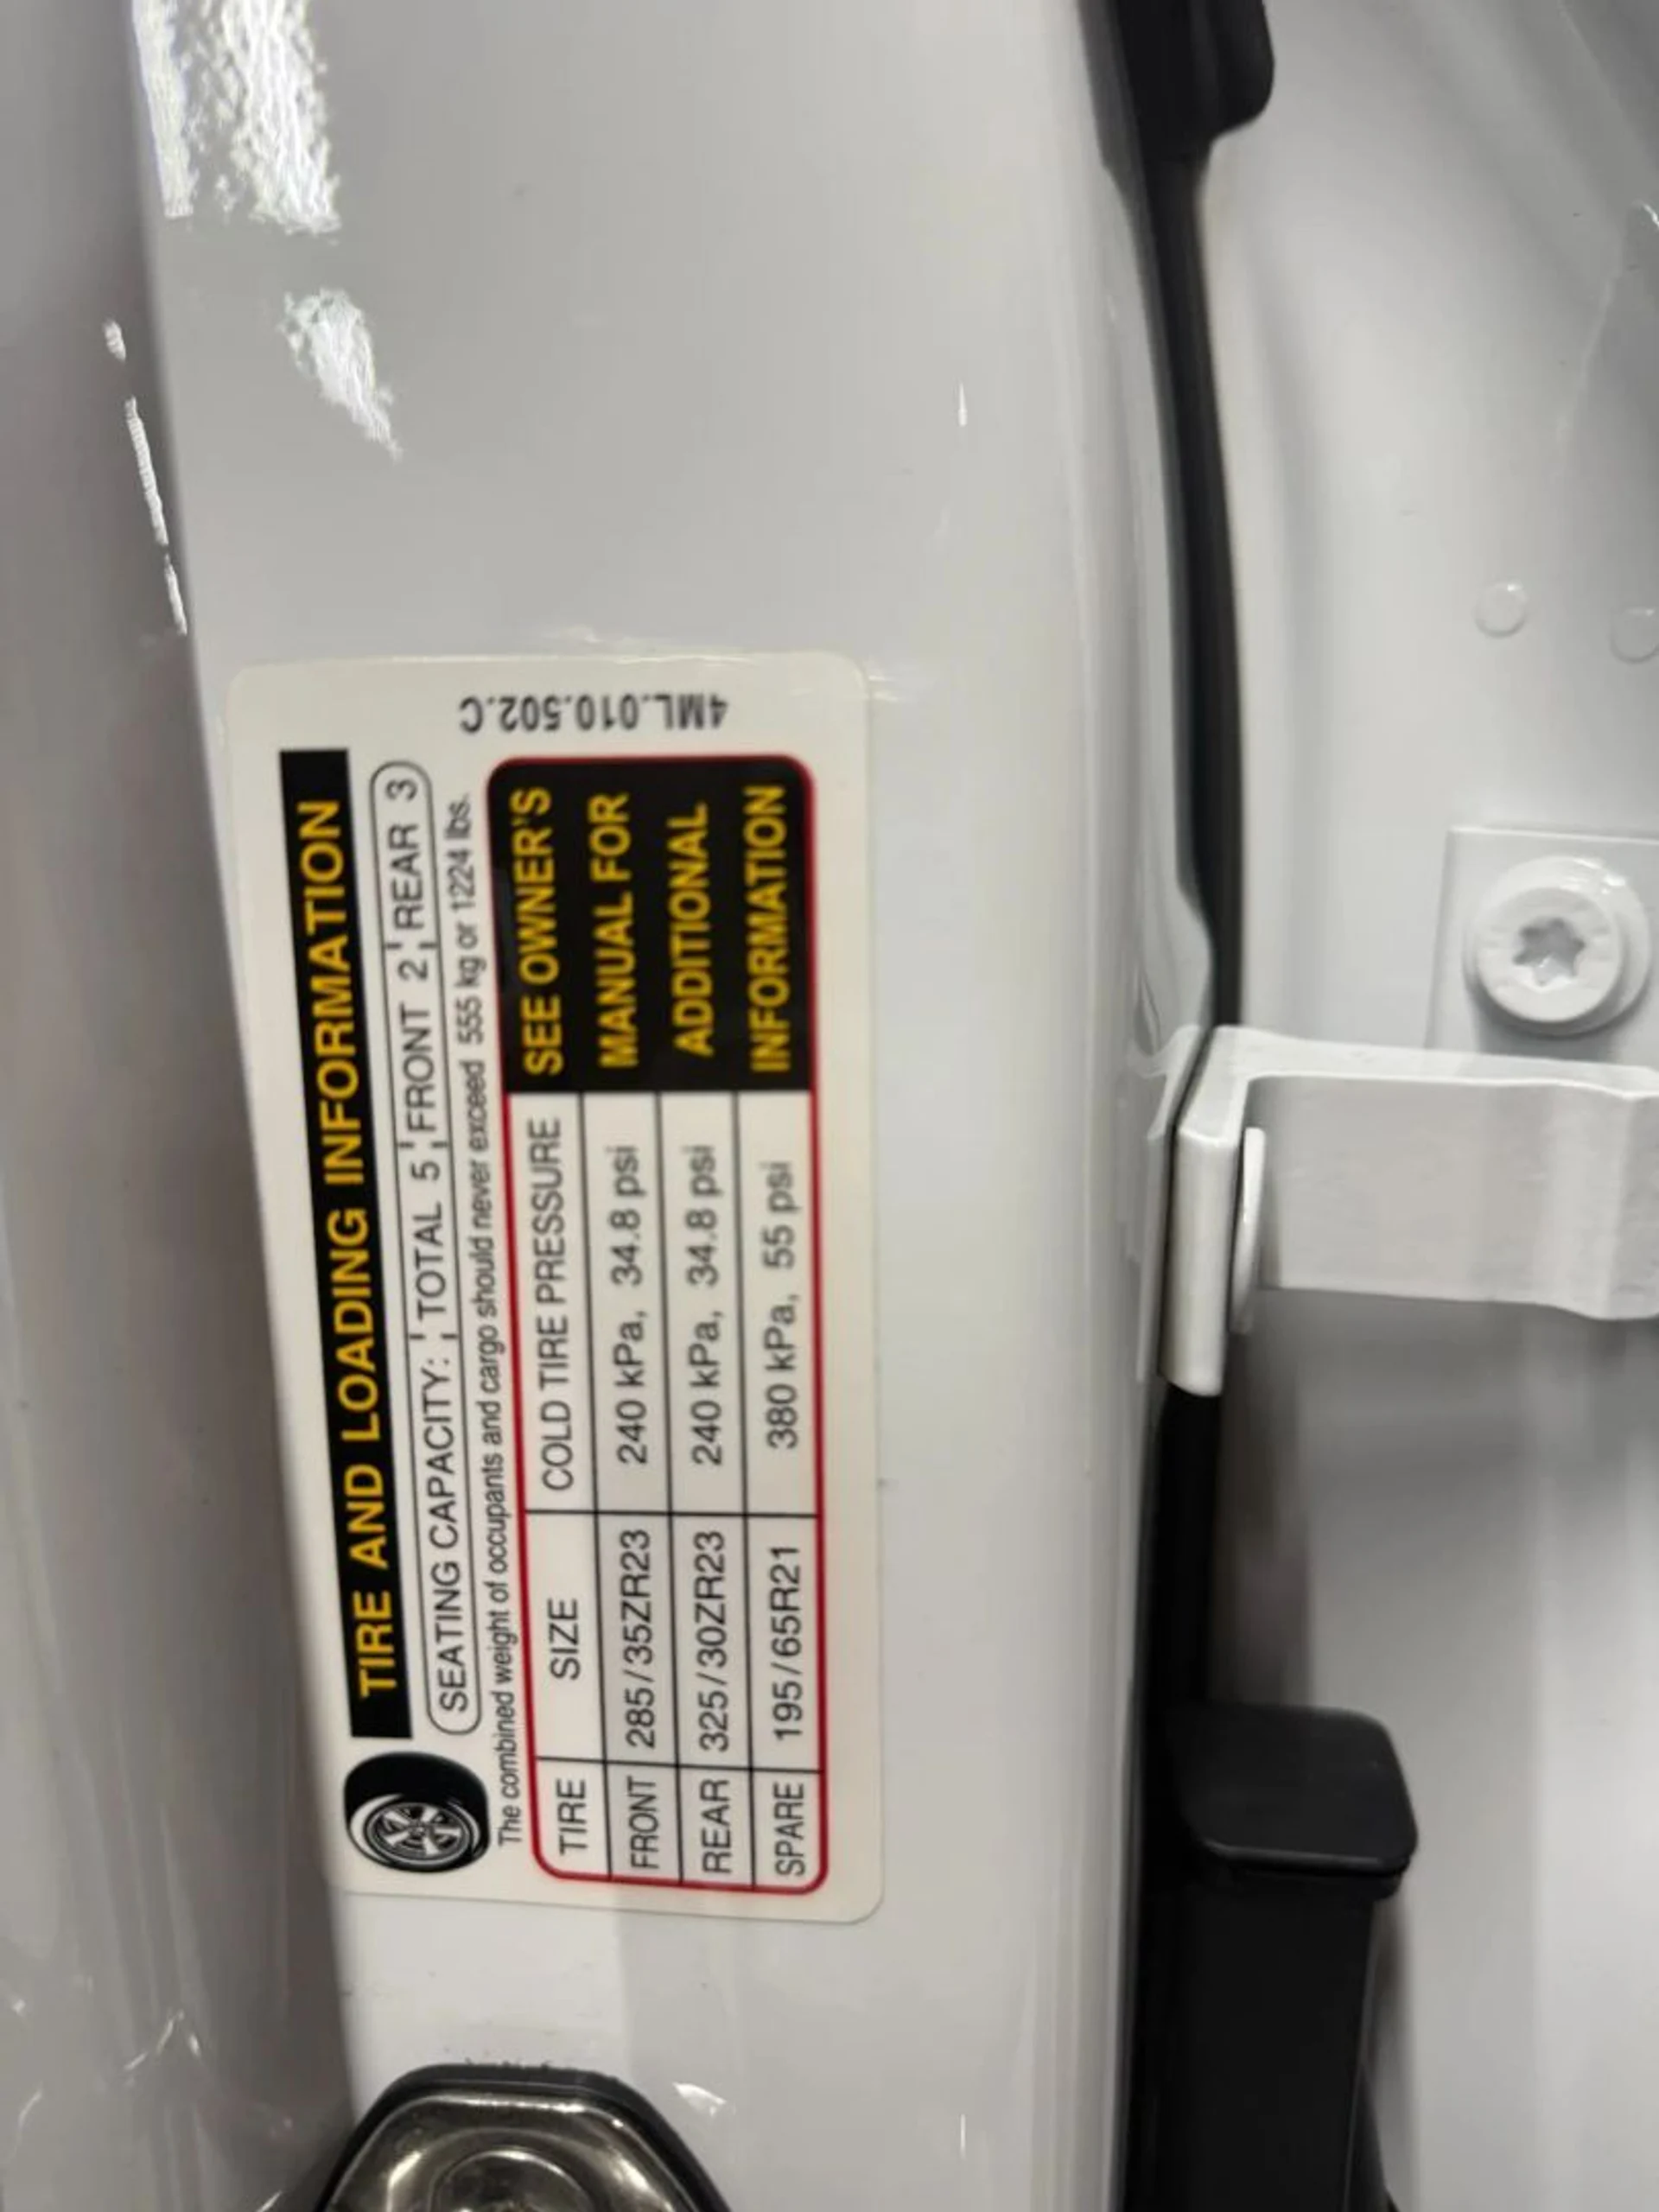 TIRE AND LOADING INFORMATION
SEATING CAPACITY: TOTAL 5 FRONT 2 REAR 3
The combined weight of occupants and cargo should never exceed 555 kg or 1224 lbs.
TIRE SIZE COLD TIRE PRESSURE
FRONT 285/35ZR23 240 kPa, 34.8 psi
REAR 325/30ZR23 240 kPa, 34.8 psi
SPARE 195/65R21 380 kPa, 55 psi
SEE OWNER'S
MANUAL FOR
ADDITIONAL
INFORMATION
4ML.010.502.C